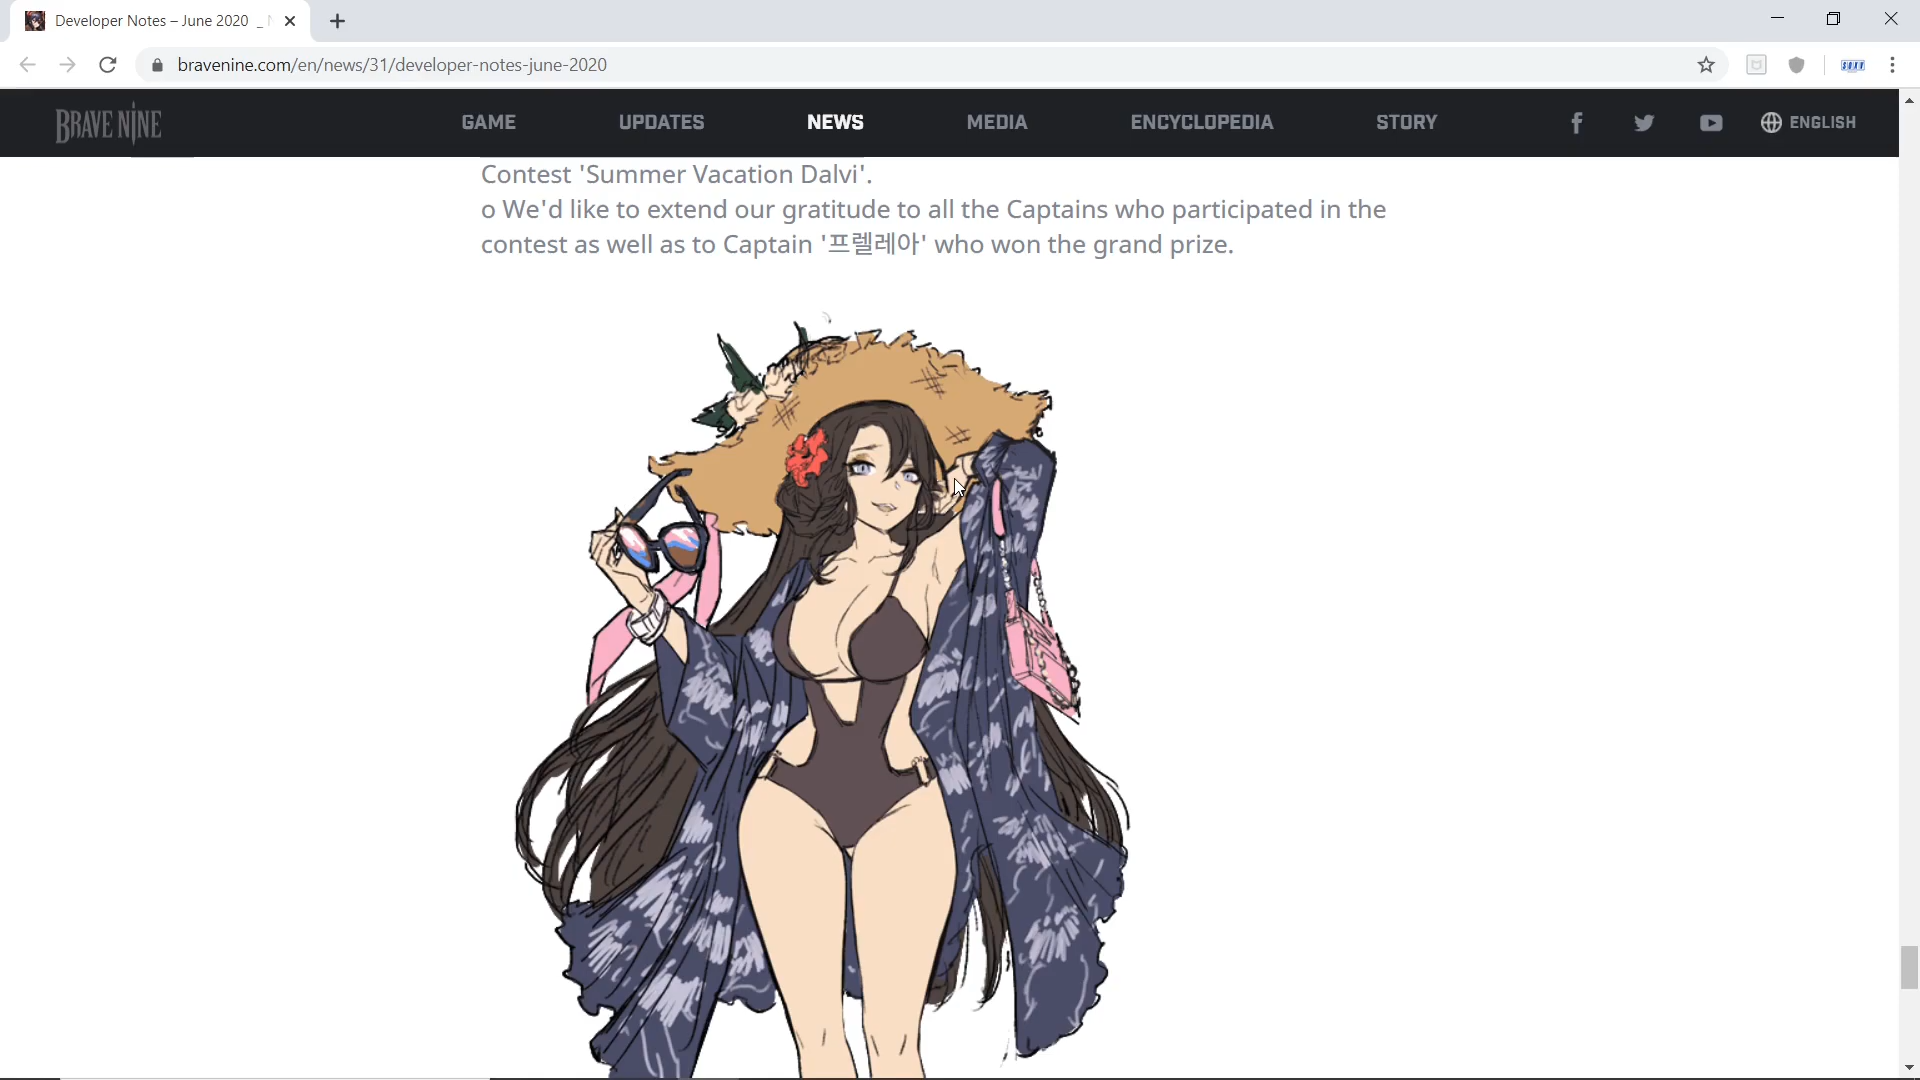 Developer Notes – June 2020 _ N
bravenine.com/en/news/31/developer-notes-june-2020
BRAVE NINE
GAME
UPDATES
NEWS
MEDIA
ENCYCLOPEDIA
STORY
ENGLISH
Contest 'Summer Vacation Dalvi'.
o We'd like to extend our gratitude to all the Captains who participated in the
contest as well as to Captain '프렐레아' who won the grand prize.